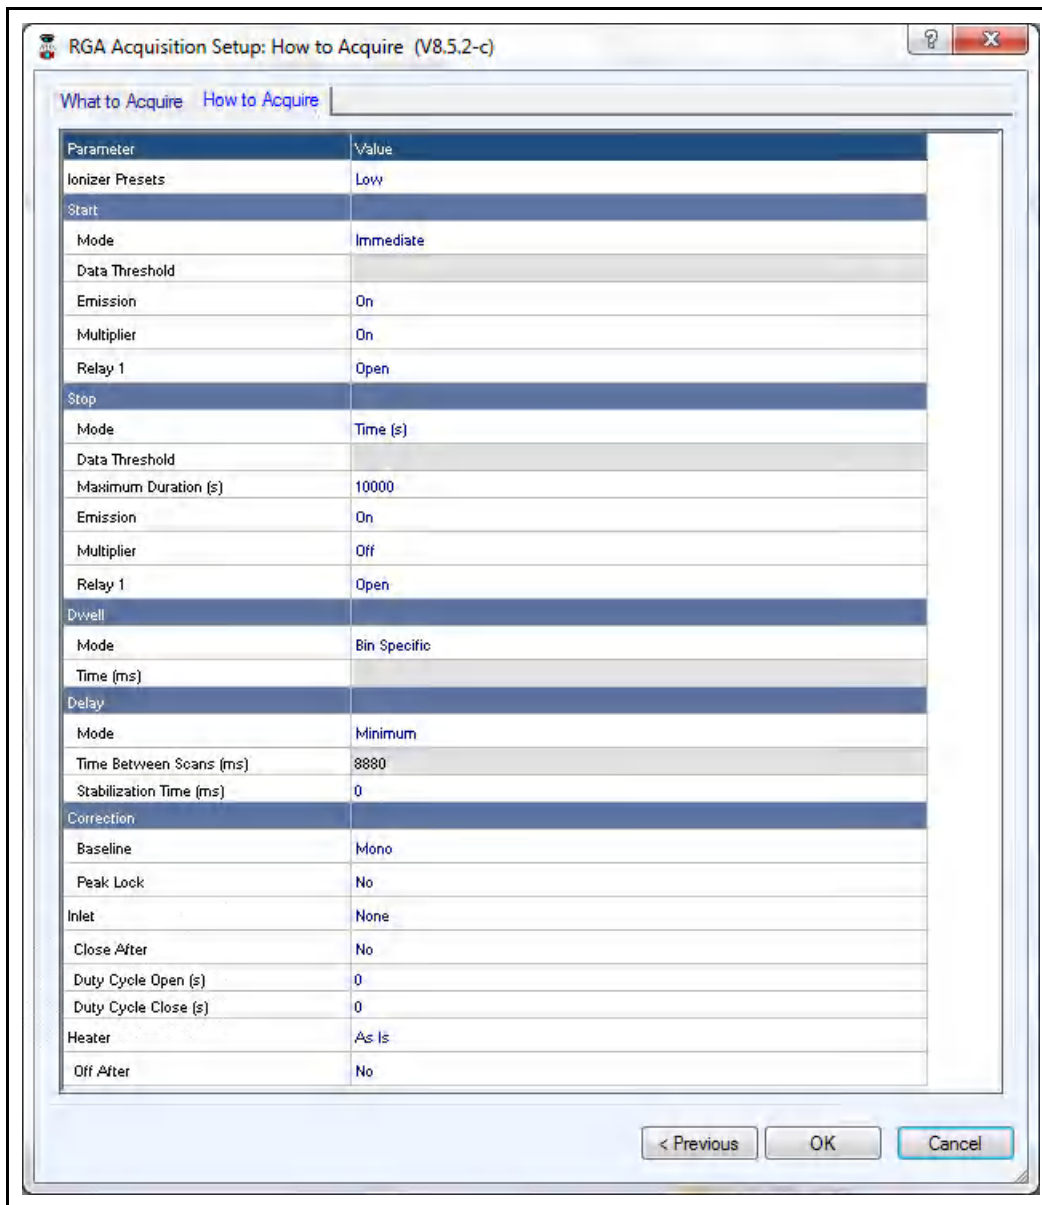 RGA Acquisition Setup: How to Acquire (V8.5.2-c)
What to Acquire How to Acquire
Parameter Value
Ionizer Presets Low
Start
Mode Immediate
Data Threshold
Emission On
Multiplier On
Relay 1 Open
Stop
Mode Time (s)
Data Threshold
Maximum Duration (s) 10000
Emission On
Multiplier Off
Relay 1 Open
Dwell
Mode Bin Specific
Time (ms)
Delay
Mode Minimum
Time Between Scans (ms) 8880
Stabilization Time (ms) 0
Correction
Baseline Mono
Peak Lock No
Inlet None
Close After No
Duty Cycle Open (s) 0
Duty Cycle Close (s) 0
Heater As Is
Off After No
< Previous OK Cancel